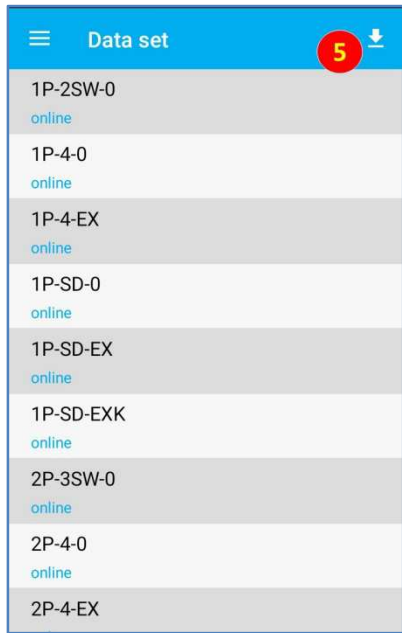 Data set
5
1P-2SW-0
online
1P-4-0
online
1P-4-EX
online
1P-SD-0
online
1P-SD-EX
online
1P-SD-EXK
online
2P-3SW-0
online
2P-4-0
online
2P-4-EX